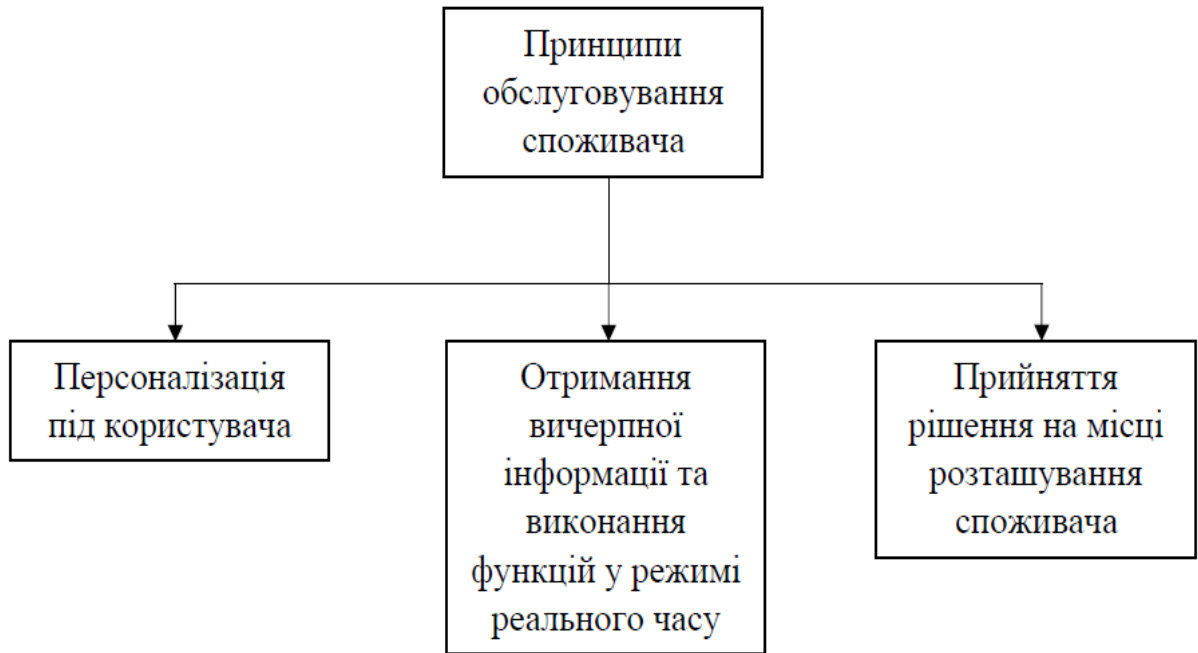 Принципи
обслуговування
споживача
Персоналізація
під користувача
Отримання
вичерпної
інформації та
виконання
функцій у режимі
реального часу
Прийняття
рішення на місці
розташування
споживача